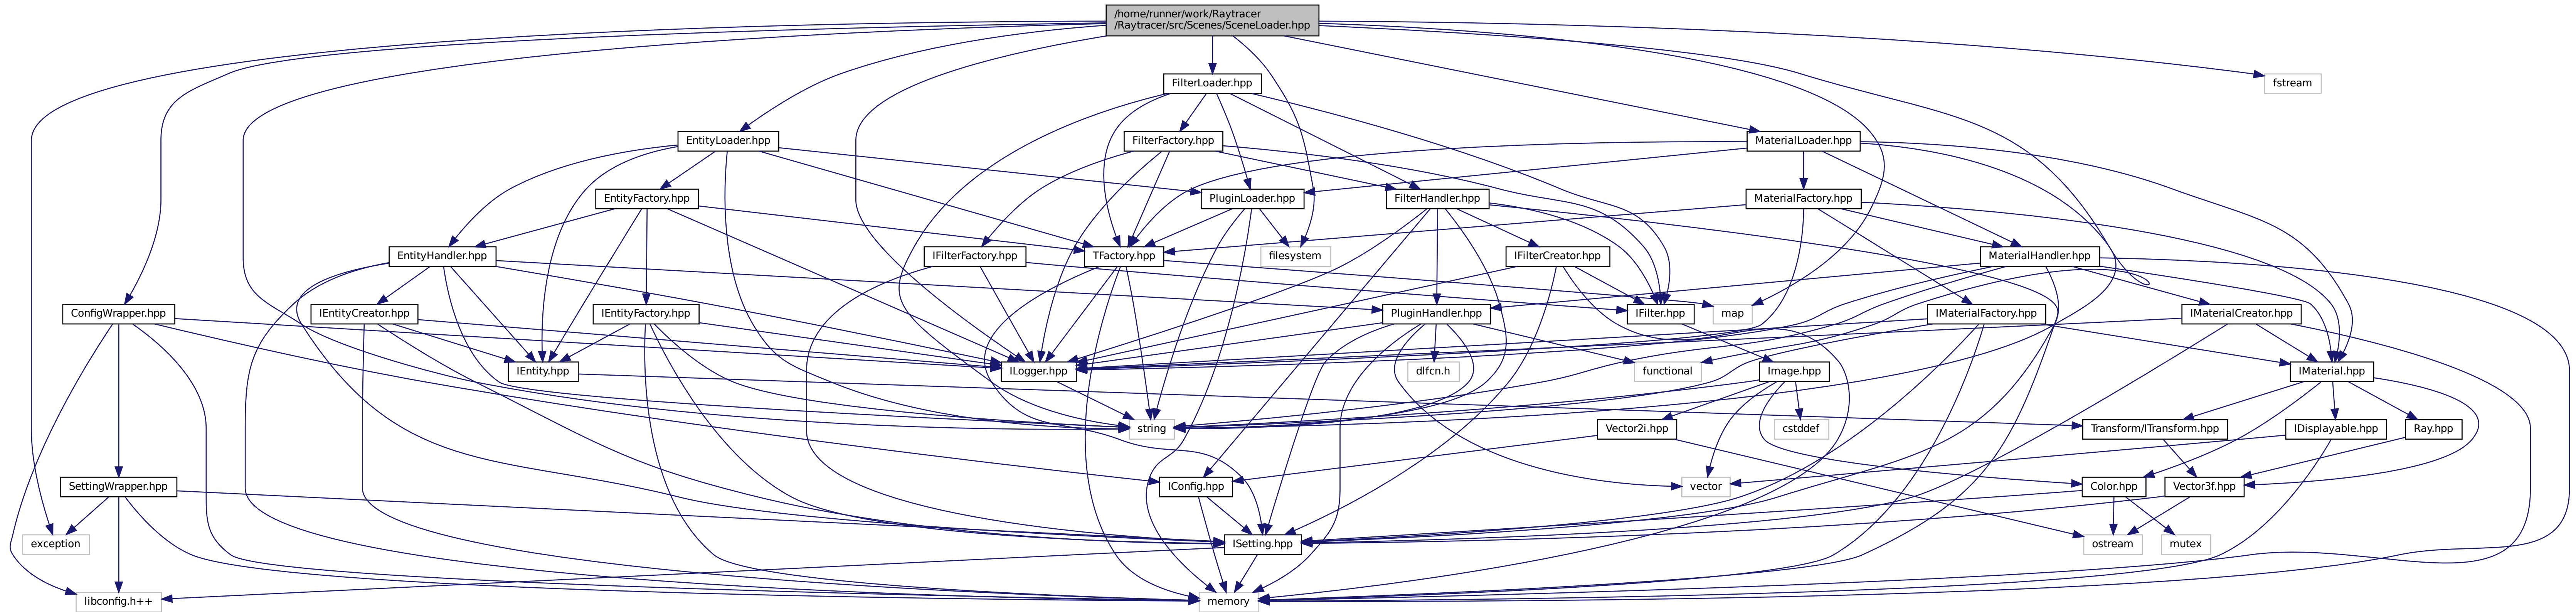 /home/runner/work/Raytracer
/Raytracer/src/Scenes/SceneLoader.hpp
FilterLoader.hpp
fstream
EntityLoader.hpp
FilterFactory.hpp
MaterialLoader.hpp
EntityFactory.hpp
PluginLoader.hpp
FilterHandler.hpp
MaterialFactory.hpp
EntityHandler.hpp
IFilterFactory.hpp
TFactory.hpp
filesystem
IFilterCreator.hpp
MaterialHandler.hpp
ConfigWrapper.hpp
IEntityCreator.hpp
IEntityFactory.hpp
map
PluginHandler.hpp
IFilter.hpp
IMaterialFactory.hpp
IMaterialCreator.hpp
IEntity.hpp
ILogger.hpp
dlfcn.h
functional
Image.hpp
IMaterial.hpp
string
Vector2i.hpp
cstddef
Transform/ITransform.hpp
IDisplayable.hpp
Ray.hpp
SettingWrapper.hpp
IConfig.hpp
vector
Color.hpp
Vector3f.hpp
exception
ISetting.hpp
ostream
mutex
libconfig.h++
memory